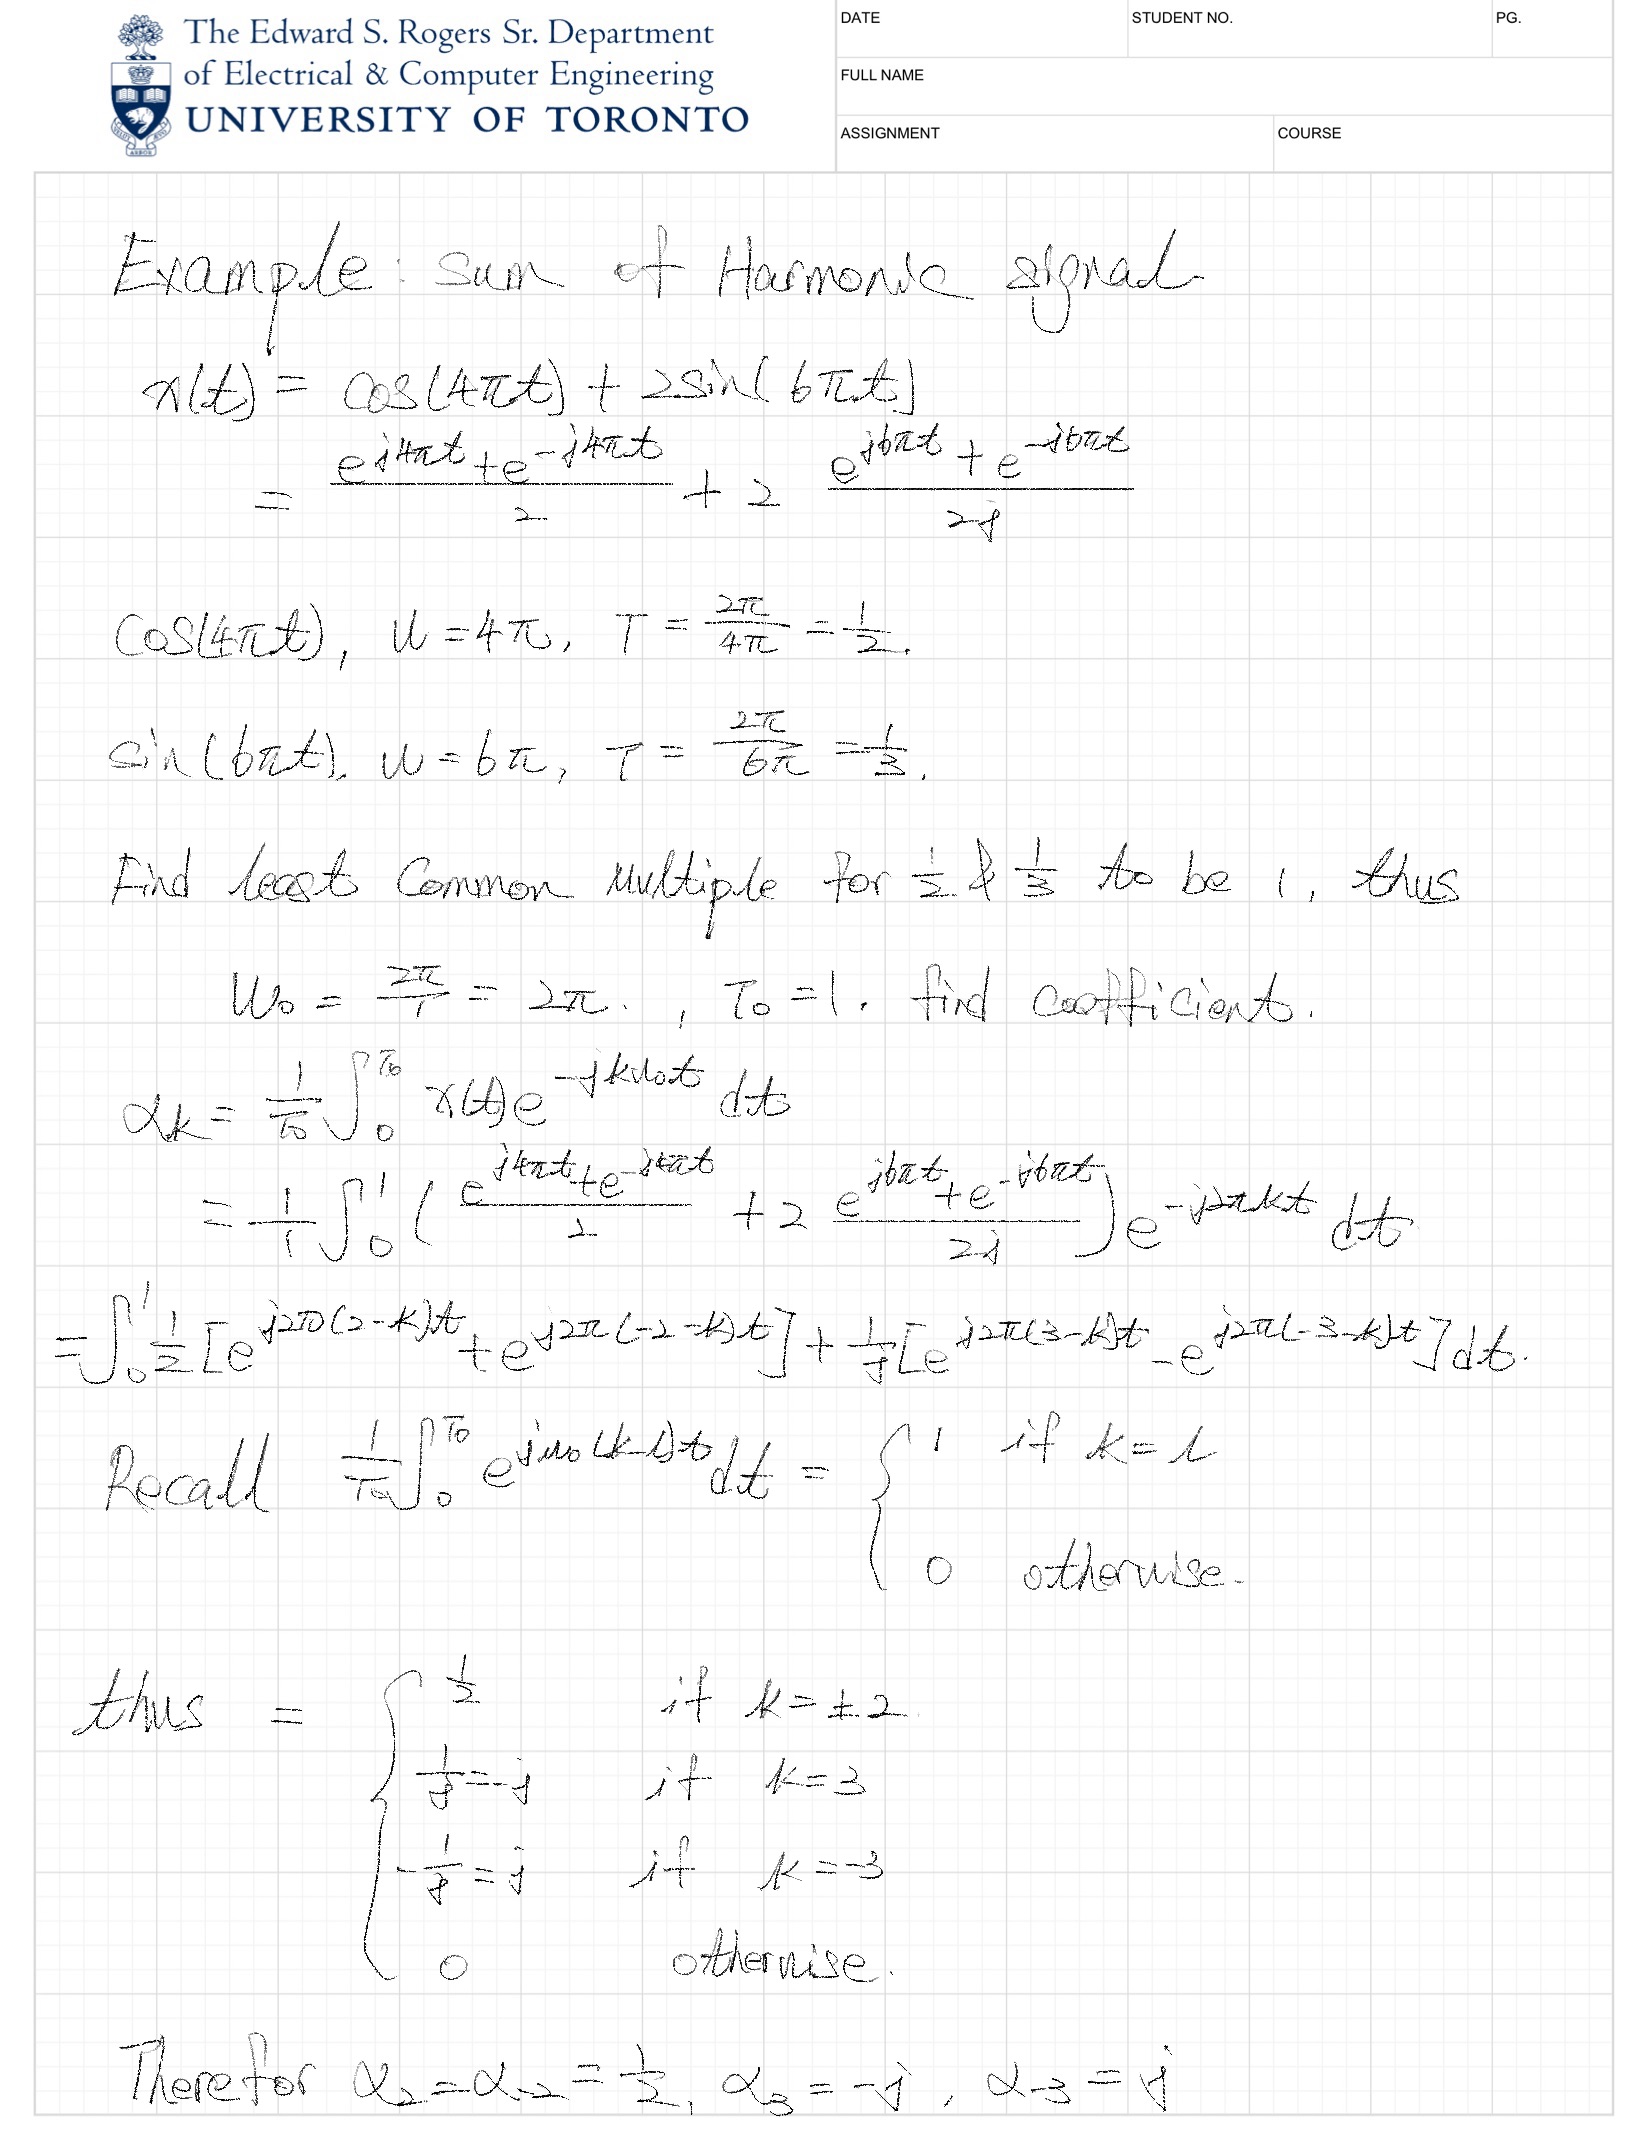 The Edward S. Rogers Sr. Department
of Electrical & Computer Engineering
UNIVERSITY OF TORONTO
DATE STUDENT NO. PG.
FULL NAME
ASSIGNMENT COURSE
Example: sum of Harmonic signal
x(t) = cos(4πt) + 2sin(6πt)
= (e^{j4πt} + e^{-j4πt})/2 + 2 (e^{j6πt} + e^{-j6πt})/2j
cos(4πt), w = 4π, T = 2π/4π = 1/2.
sin(6πt), w = 6π, T = 2π/6π = 1/3.
Find least Common Multiple for 1/2 & 1/3 to be 1, thus
w₀ = 2π/T = 2π. , T₀ = 1. find coefficient.
α_k = 1/T₀ ∫₀^{T₀} x(t)e^{-jkw₀t} dt
= 1/1 ∫₀^1 ( (e^{j4πt} + e^{-j4πt})/2 + 2 (e^{j6πt} + e^{-j6πt})/2j ) e^{-j2πkt} dt
= ∫₀^1 1/2 [e^{j2π(2-k)t} + e^{j2π(-2-k)t}] + 1/j [e^{j2π(3-k)t} - e^{j2π(-3-k)t}] dt.
Recall 1/T₀ ∫₀^{T₀} e^{jw₀(k-l)t} dt = { 1 if k = l
0 otherwise.
thus = { 1/2 if k = ±2
1/j = -j if k = 3
-1/j = j if k = -3
0 otherwise.
Therefor α₂ = α₋₂ = 1/2, α₃ = -j, α₋₃ = j